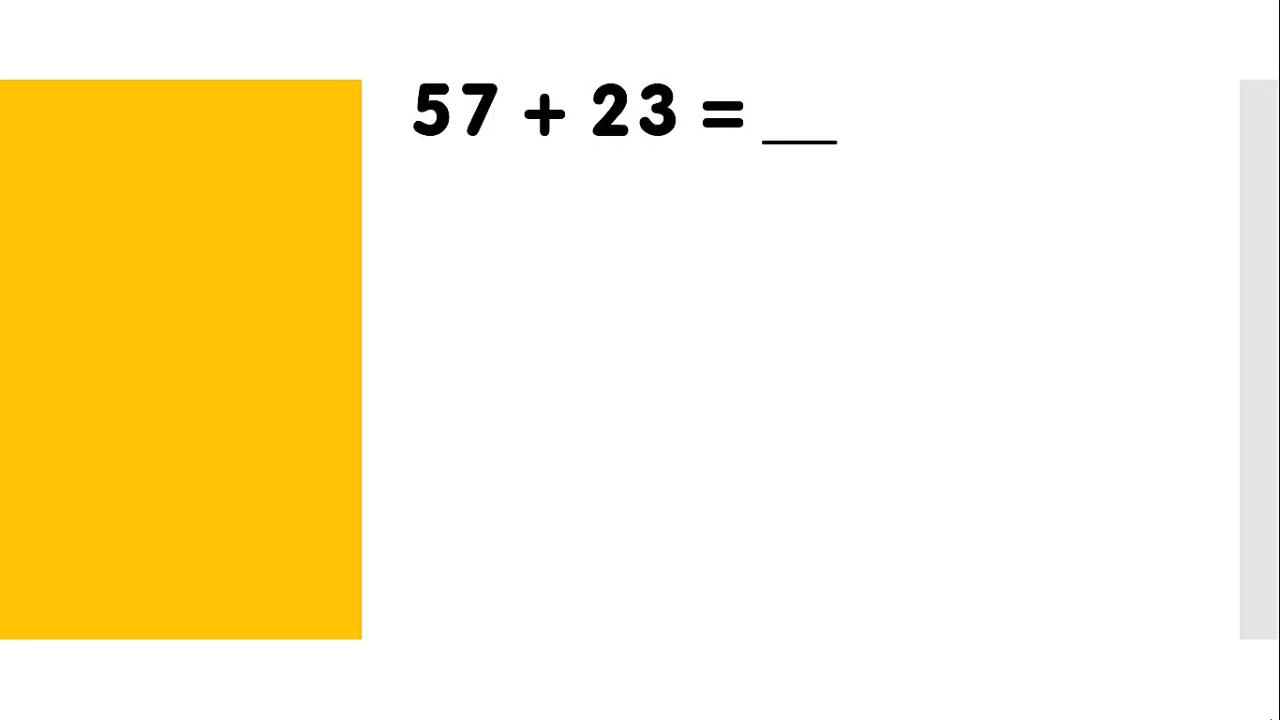 57 + 23 = __